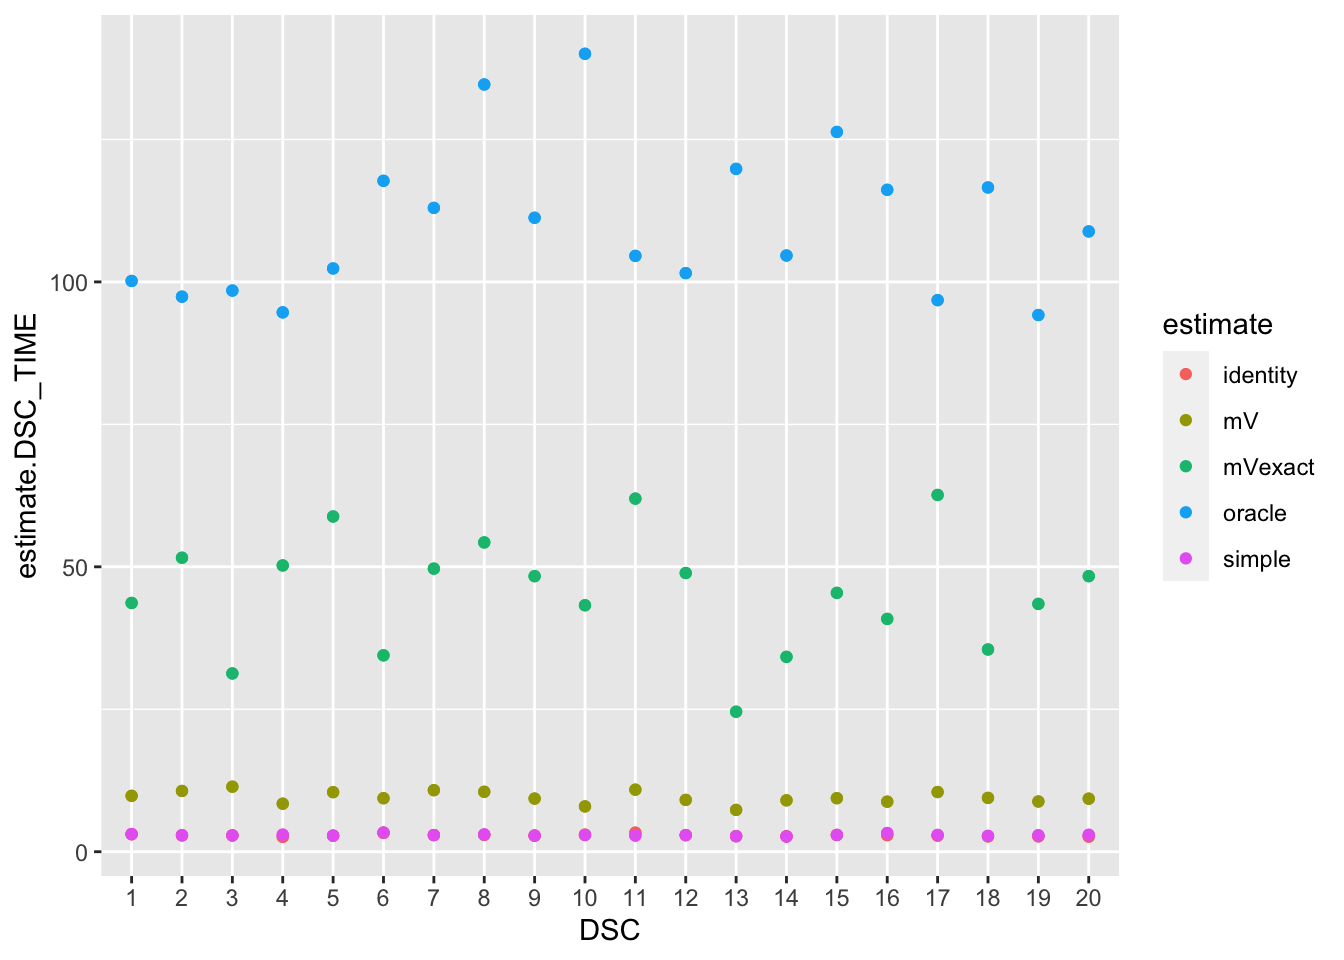 estimate.DSC_TIME
100
50
0
1 2 3 4 5 6 7 8 9 10 11 12 13 14 15 16 17 18 19 20
DSC
estimate
identity
mV
mVexact
oracle
simple